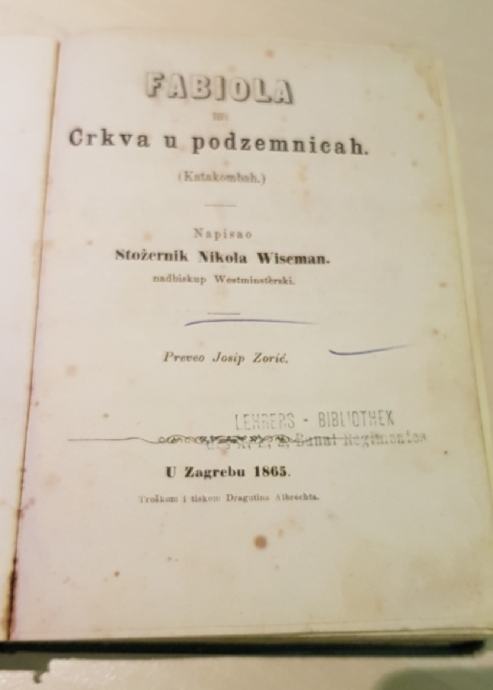 FABIOLA
ili
Crkva u podzemnicah.
(Katakombah.)
Napisao
Stožernik Nikola Wiseman.
nadbiskup Westminsterski.
Preveo Josip Zorić.
LEHRERS - BIBLIOTHEK
Banal
U Zagrebu 1865.
Troškom i tiskom Dragutina Albrechta.